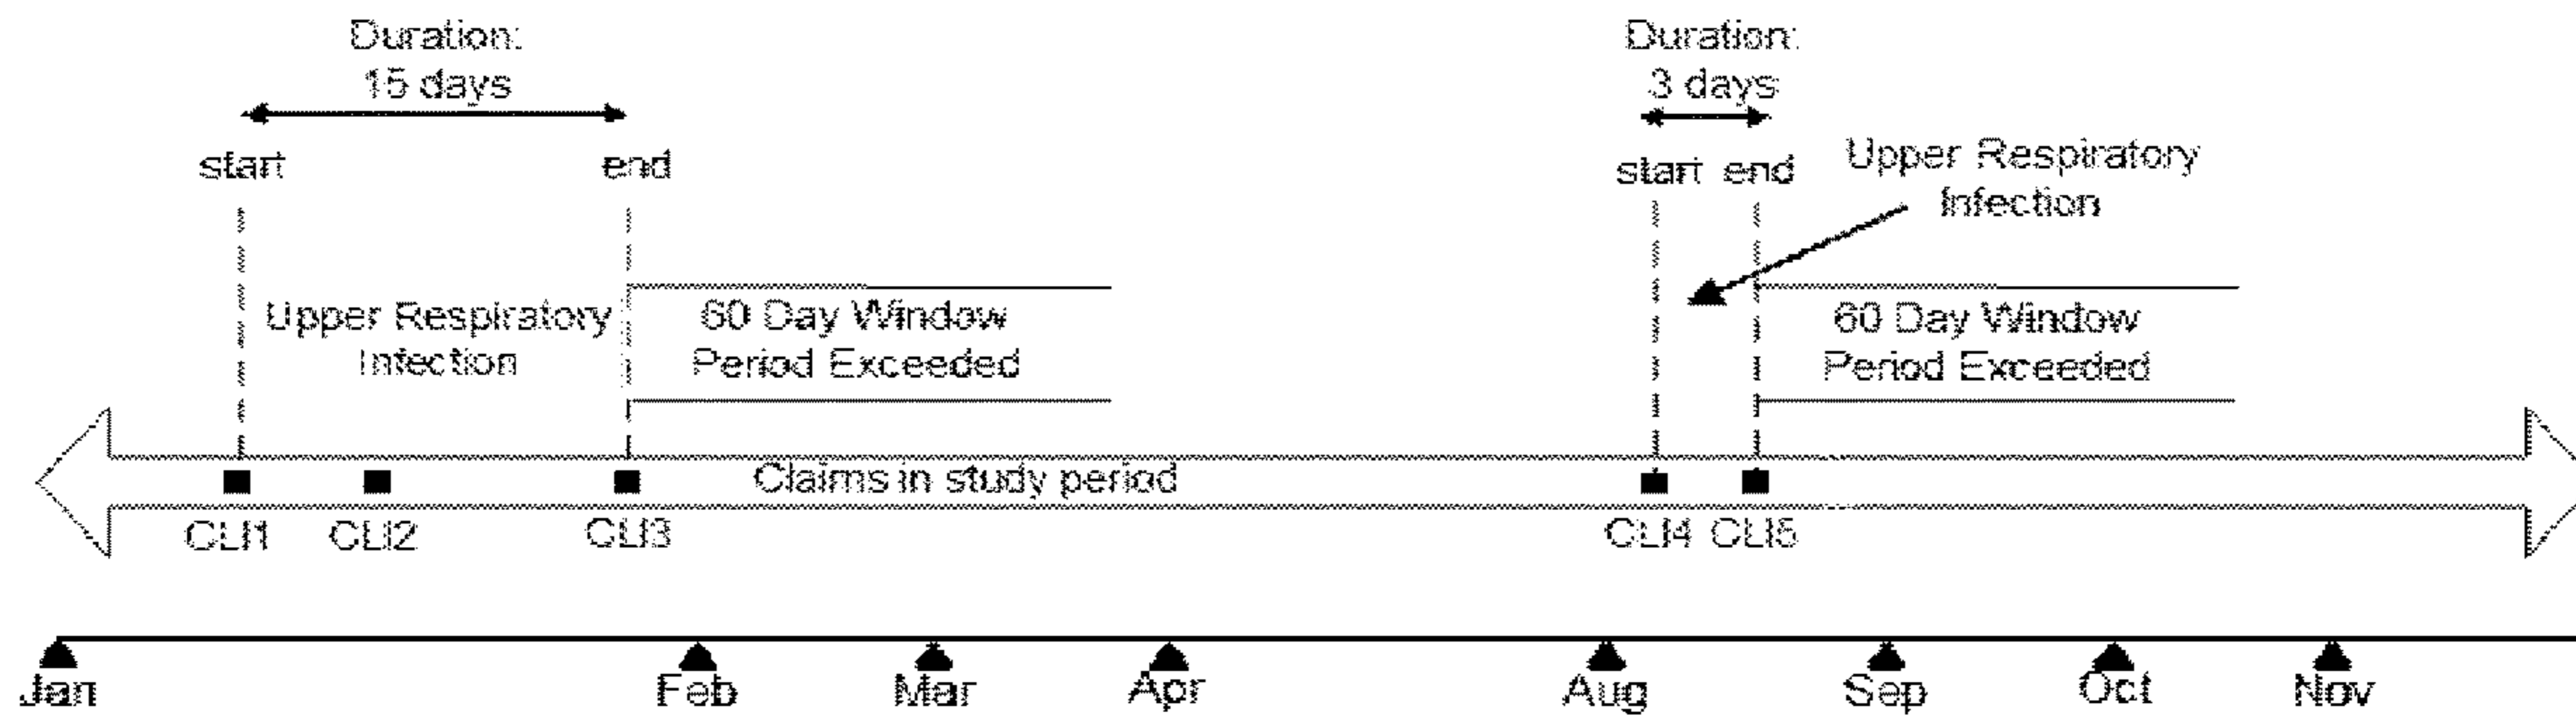 Duration:
15 days
Duration:
3 days
start
end
start end
Upper Respiratory
Infection
Upper Respiratory
Infection
60 Day Window
Period Exceeded
60 Day Window
Period Exceeded
Claims in study period
CLI1
CLI2
CLI3
CLI4
CLI5
Jan
Feb
Mar
Apr
Aug
Sep
Oct
Nov